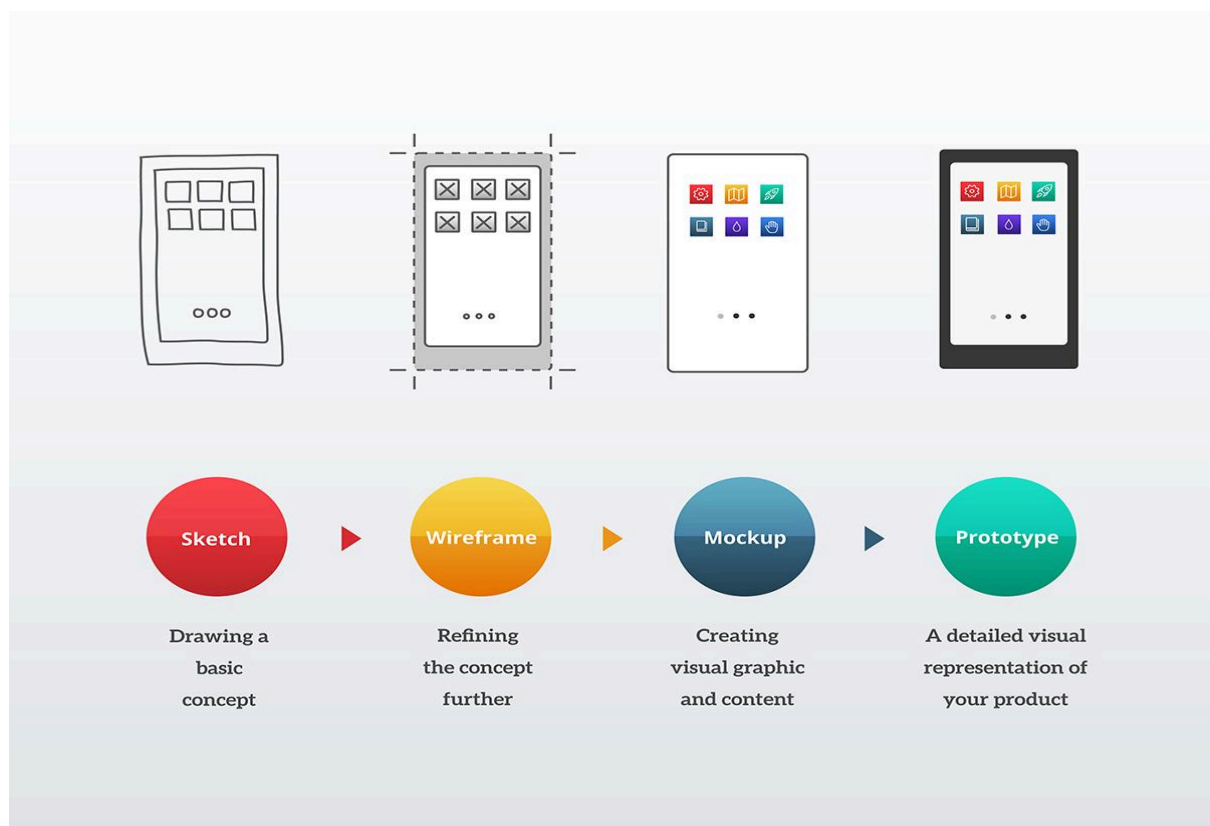 Sketch
Wireframe
Mockup
Prototype
Drawing a
basic
concept
Refining
the concept
further
Creating
visual graphic
and content
A detailed visual
representation of
your product